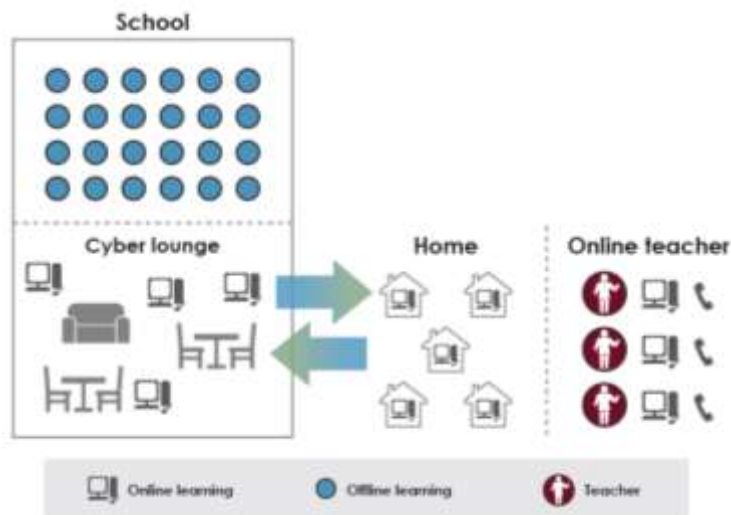 School
Cyber lounge
Home
Online teacher
Online learning
Offline learning
Teacher